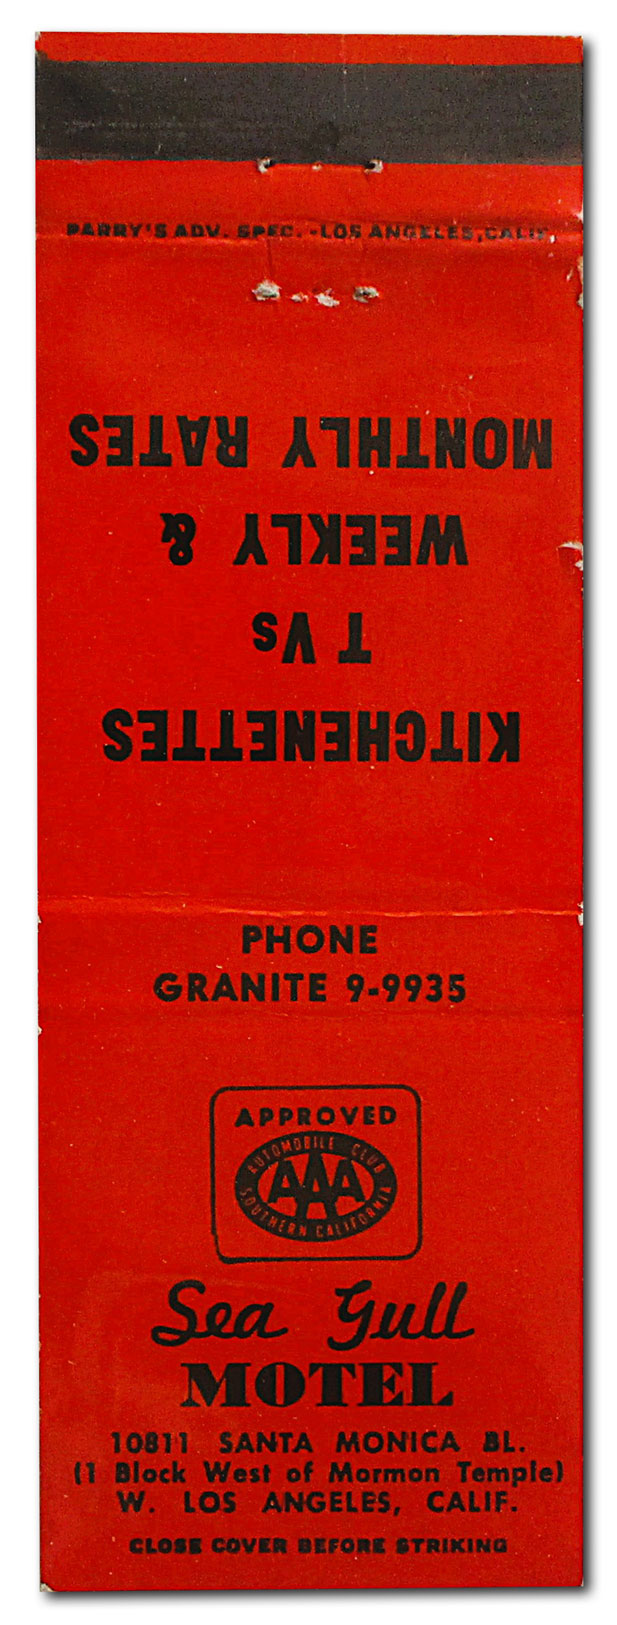 PARRY'S ADV. SPEC. - LOS ANGELES, CALIF.
KITCHENETTES
T Vs
WEEKLY &
MONTHLY RATES
PHONE
GRANITE 9-9935
APPROVED
AUTOMOBILE CLUB
AAA
SOUTHERN CALIFORNIA
Sea Gull
MOTEL
10811 SANTA MONICA BL.
(1 Block West of Mormon Temple)
W. LOS ANGELES, CALIF.
CLOSE COVER BEFORE STRIKING